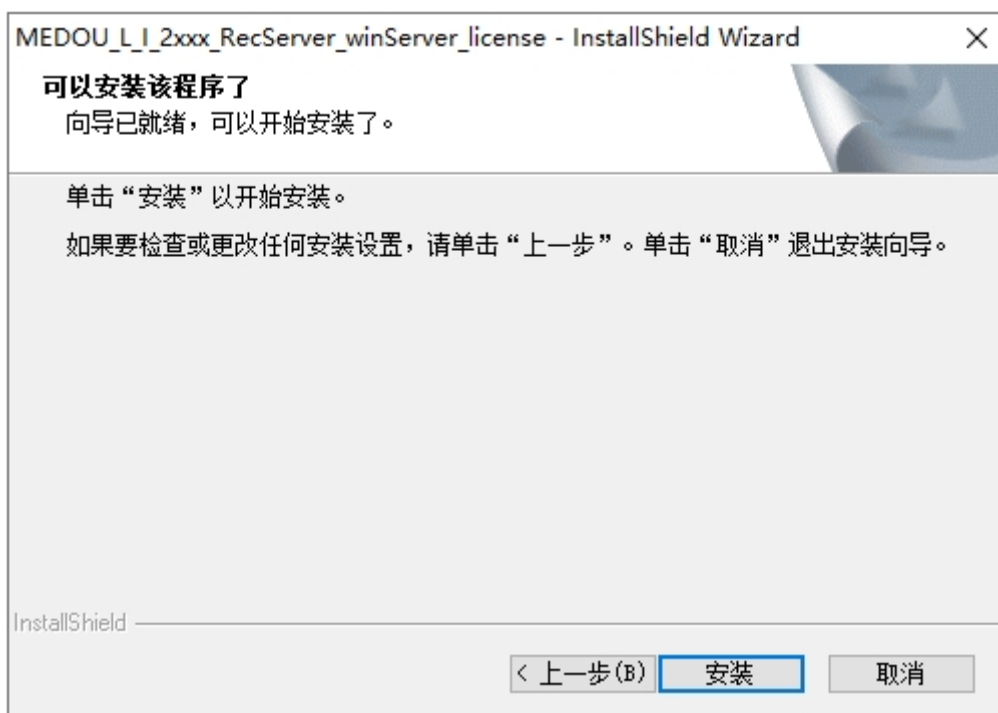 MEDOU_L_I_2xxx_RecServer_winServer_license - InstallShield Wizard
可以安装该程序了
向导已就绪，可以开始安装了。
单击“安装”以开始安装。
如果要检查或更改任何安装设置，请单击“上一步”。单击“取消”退出安装向导。
InstallShield
< 上一步(B) 安装 取消